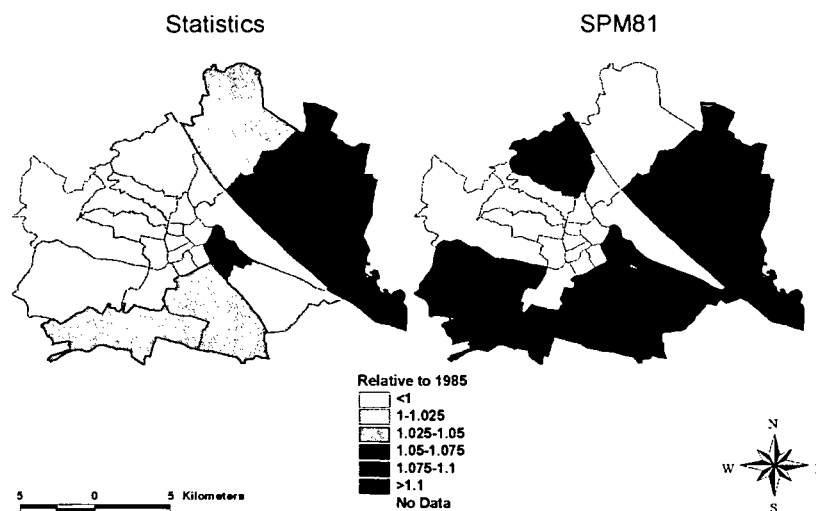 Statistics
SPM81
Relative to 1985
<1
1-1.025
1.025-1.05
1.05-1.075
1.075-1.1
>1.1
No Data
5 0 5 Kilometers
N
W
S